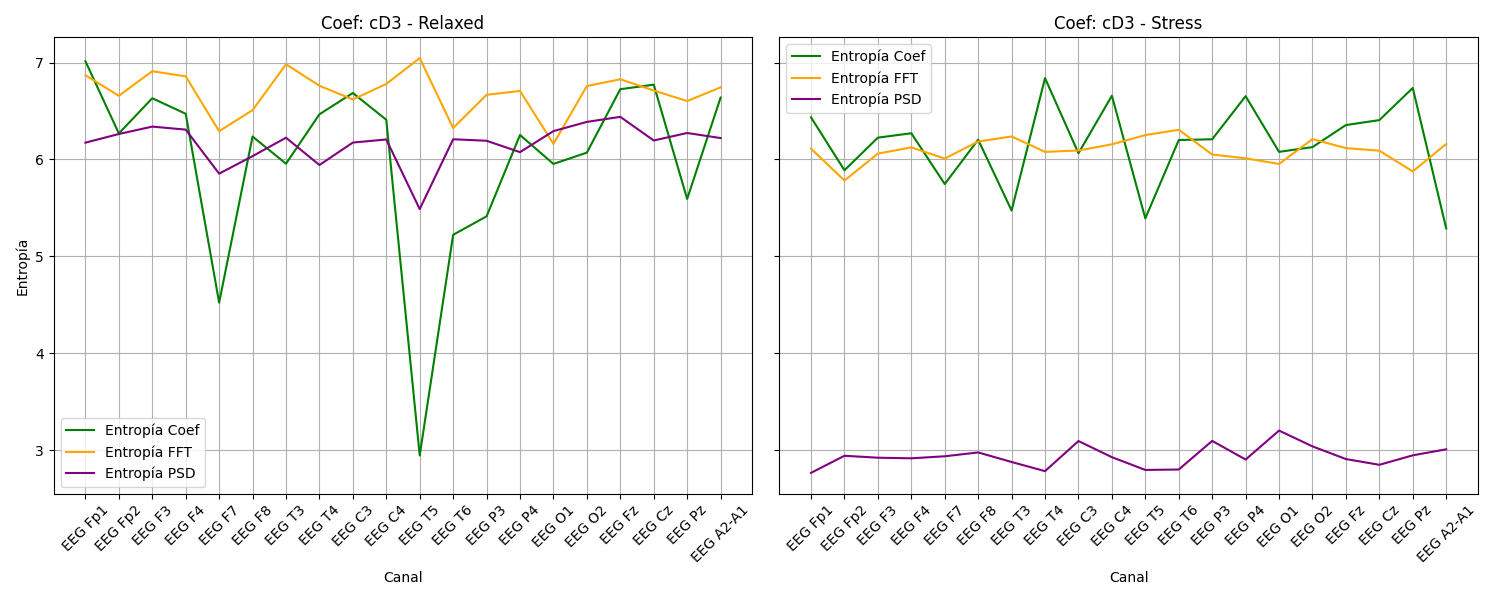 Coef: cD3 - Relaxed
Entropía
7
6
5
4
3
Entropía Coef
Entropía FFT
Entropía PSD
EEG Fp1
EEG Fp2
EEG F3
EEG F4
EEG F7
EEG F8
EEG T3
EEG T4
EEG C3
EEG C4
EEG T5
EEG T6
EEG P3
EEG P4
EEG O1
EEG O2
EEG Fz
EEG Cz
EEG Pz
EEG A2-A1
Canal
Coef: cD3 - Stress
Entropía Coef
Entropía FFT
Entropía PSD
EEG Fp1
EEG Fp2
EEG F3
EEG F4
EEG F7
EEG F8
EEG T3
EEG T4
EEG C3
EEG C4
EEG T5
EEG T6
EEG P3
EEG P4
EEG O1
EEG O2
EEG Fz
EEG Cz
EEG Pz
EEG A2-A1
Canal